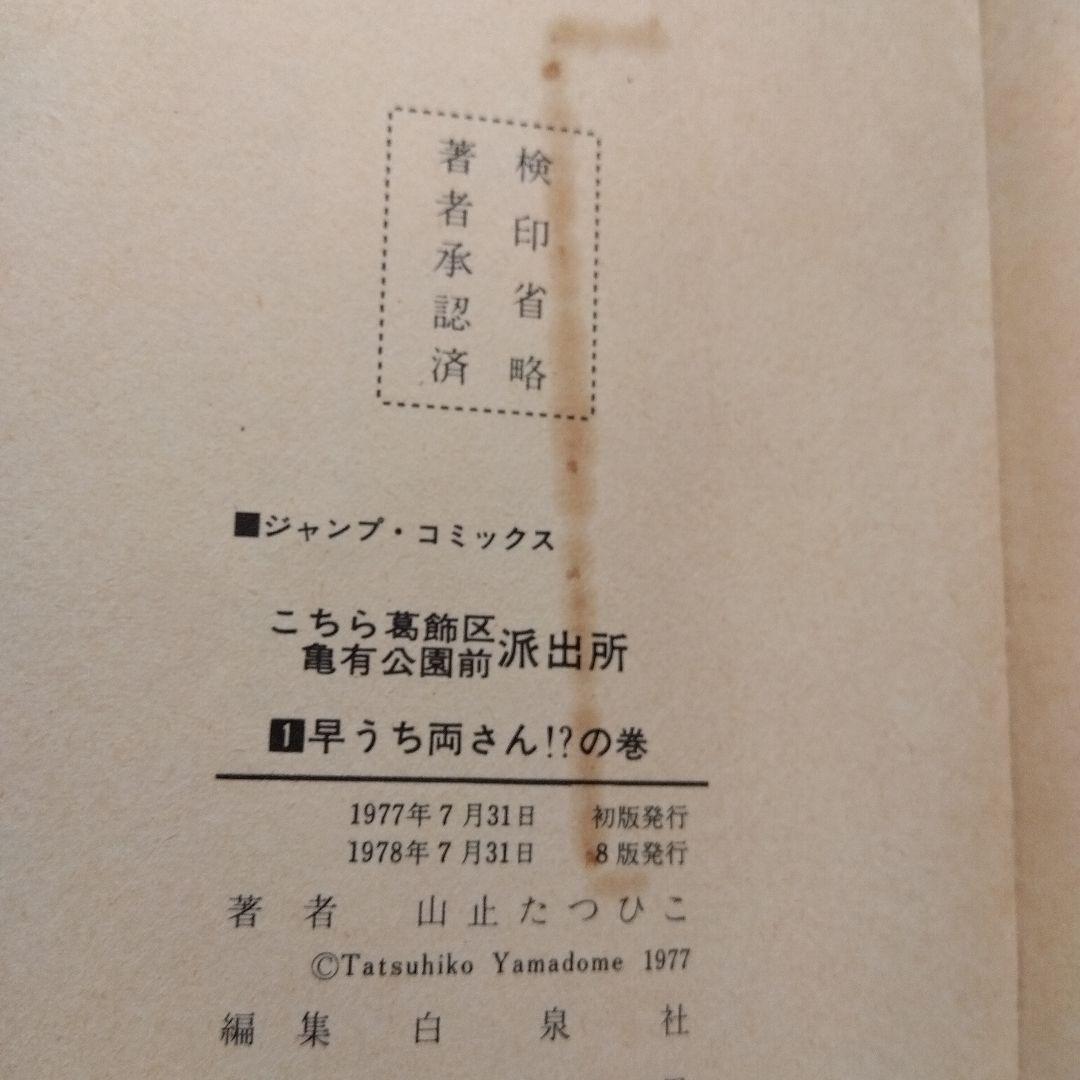 検印省略
著者承認済
■ジャンプ・コミックス
こちら葛飾区
亀有公園前派出所
1早うち両さん!?の巻
1977年7月31日 初版発行
1978年7月31日 8版発行
著者 山止たつひこ
©Tatsuhiko Yamadome 1977
編集 白泉社